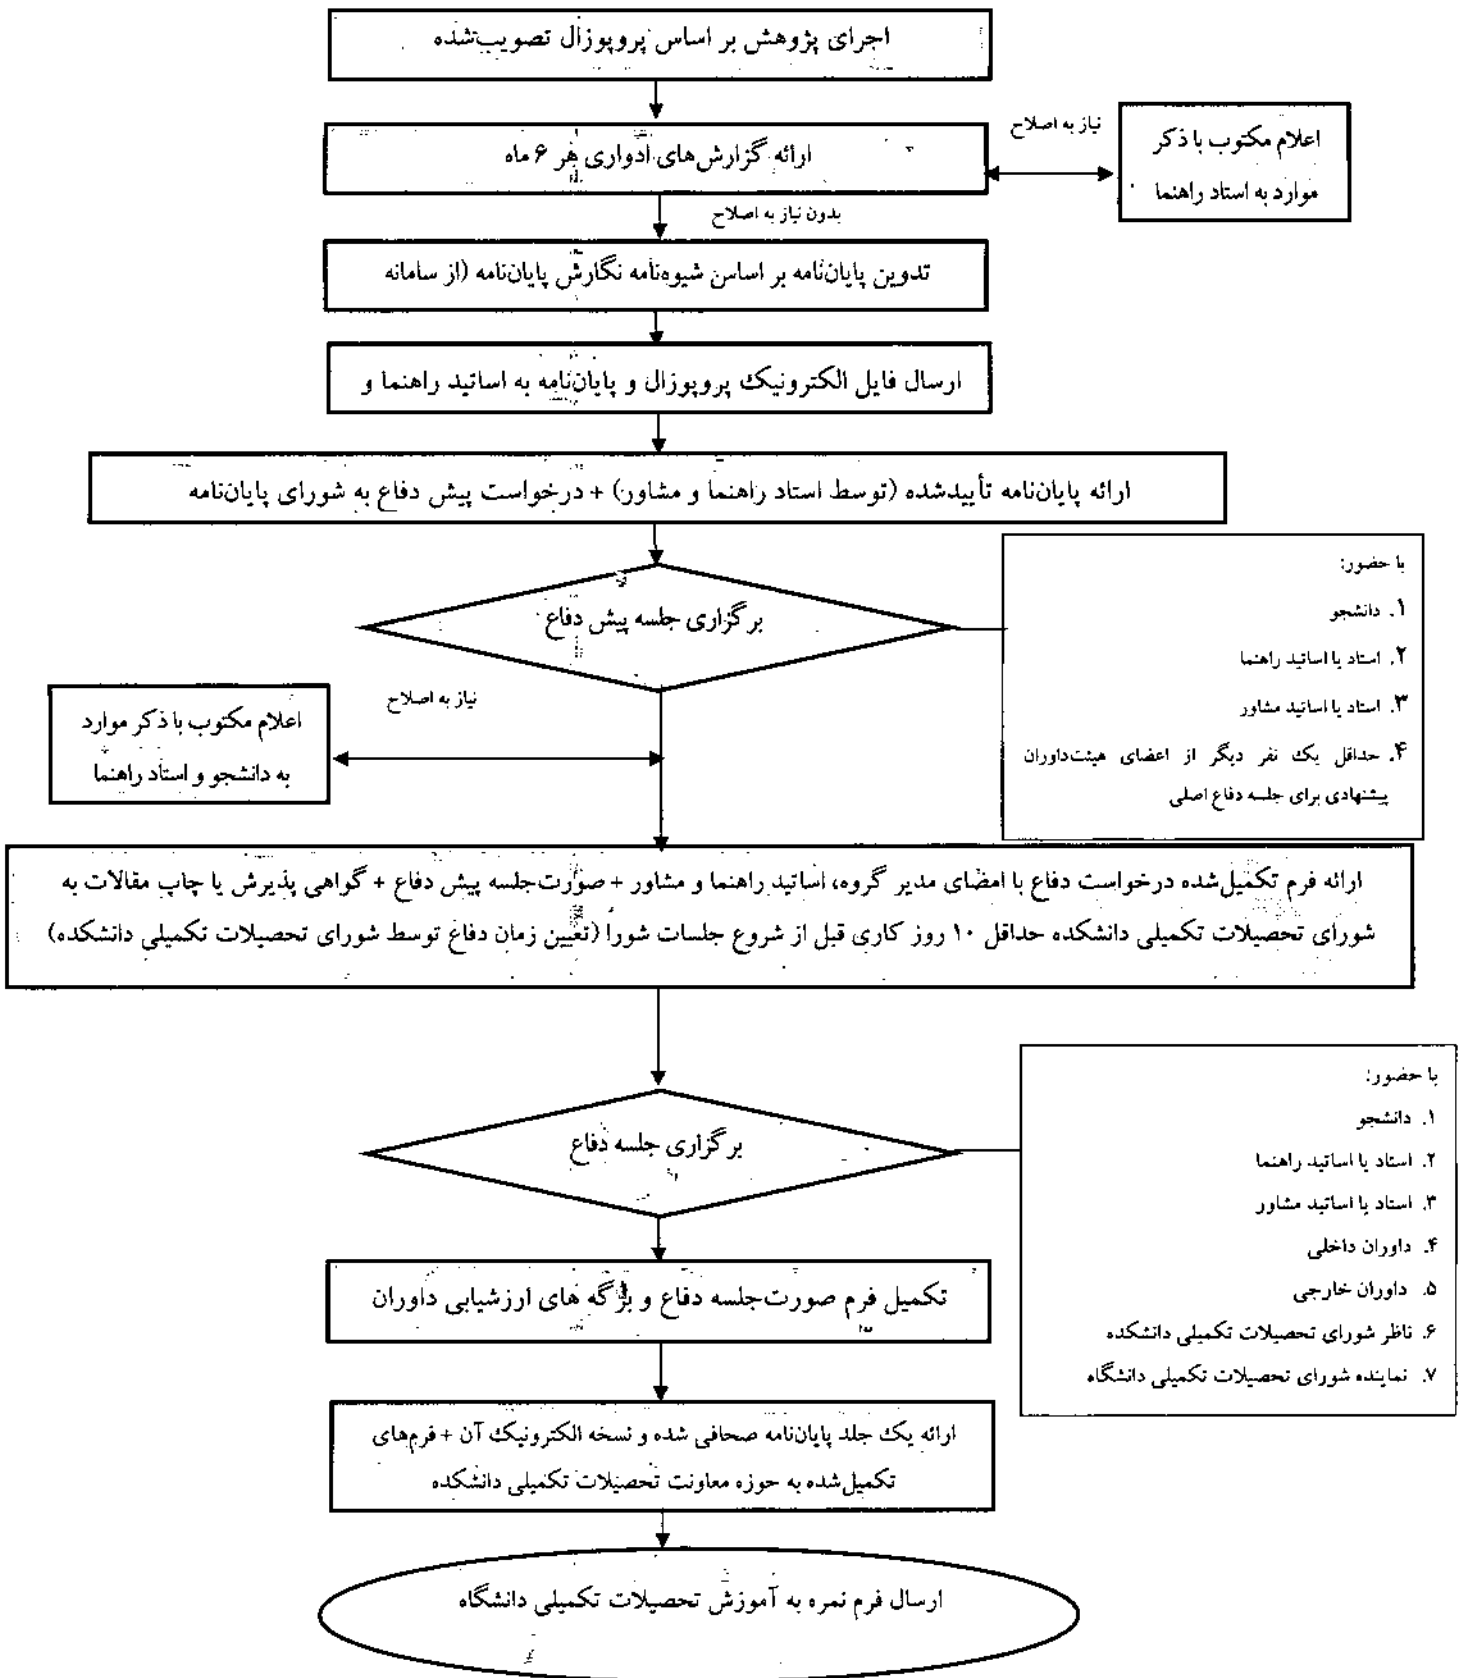 اجرای پژوهش بر اساس پروپوزال تصویب‌شده
ارائه گزارش‌های ادواری هر ۶ ماه
نیاز به اصلاح
اعلام مکتوب با ذکر
موارد به استاد راهنما
بدون نیاز به اصلاح
تدوین پایان‌نامه بر اساس شیوه‌نامه نگارش پایان‌نامه (از سامانه
ارسال فایل الکترونیک پروپوزال و پایان‌نامه به اساتید راهنما و
ارائه پایان‌نامه تأییدشده (توسط استاد راهنما و مشاور) + درخواست پیش دفاع به شورای پایان‌نامه
برگزاری جلسه پیش دفاع
با حضور:
۱. دانشجو
۲. استاد یا اساتید راهنما
۳. استاد یا اساتید مشاور
۴. حداقل یک نفر دیگر از اعضای هیئت‌داوران
پیشنهادی برای جلسه دفاع اصلی
نیاز به اصلاح
اعلام مکتوب با ذکر موارد
به دانشجو و استاد راهنما
ارائه فرم تکمیل‌شده درخواست دفاع با امضای مدیر گروه، اساتید راهنما و مشاور + صورت‌جلسه پیش دفاع + گواهی پذیرش یا چاپ مقالات به
شورای تحصیلات تکمیلی دانشکده حداقل ۱۰ روز کاری قبل از شروع جلسات شورا (تعیین زمان دفاع توسط شورای تحصیلات تکمیلی دانشکده)
برگزاری جلسه دفاع
با حضور:
۱. دانشجو
۲. استاد یا اساتید راهنما
۳. استاد یا اساتید مشاور
۴. داوران داخلی
۵. داوران خارجی
۶. ناظر شورای تحصیلات تکمیلی دانشکده
۷. نماینده شورای تحصیلات تکمیلی دانشگاه
تکمیل فرم صورت‌جلسه دفاع و برگه های ارزشیابی داوران
ارائه یک جلد پایان‌نامه صحافی شده و نسخه الکترونیک آن + فرم‌های
تکمیل‌شده به حوزه معاونت تحصیلات تکمیلی دانشکده
ارسال فرم نمره به آموزش تحصیلات تکمیلی دانشگاه